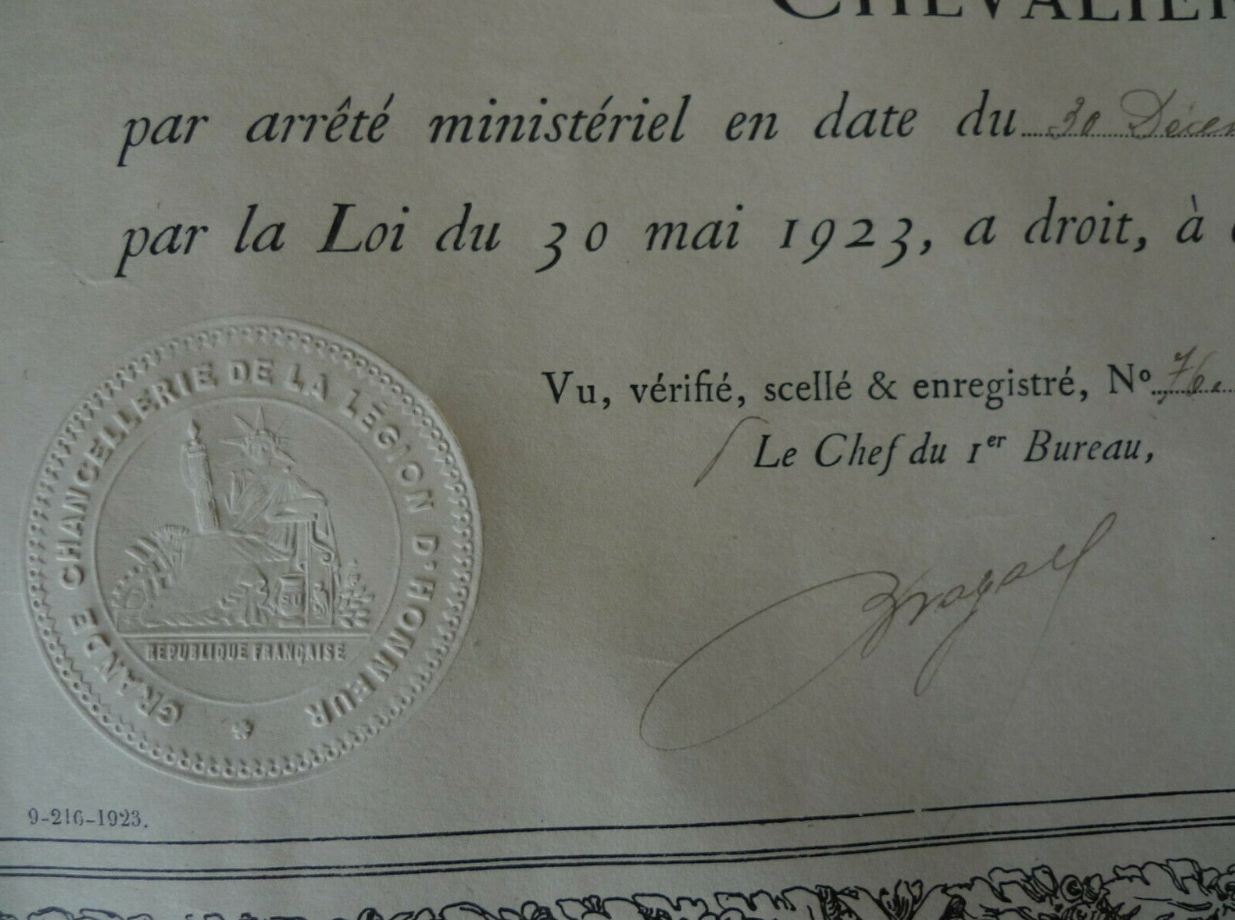 CHEVALIER
par arrêté ministériel en date du 30 Décem
par la Loi du 30 mai 1923, a droit, à
GRANDE CHANCELLERIE DE LA LÉGION D'HONNEUR
RÉPUBLIQUE FRANÇAISE
SU
Vu, vérifié, scellé & enregistré, Nº 76.
Le Chef du 1er Bureau,
9-216-1923.